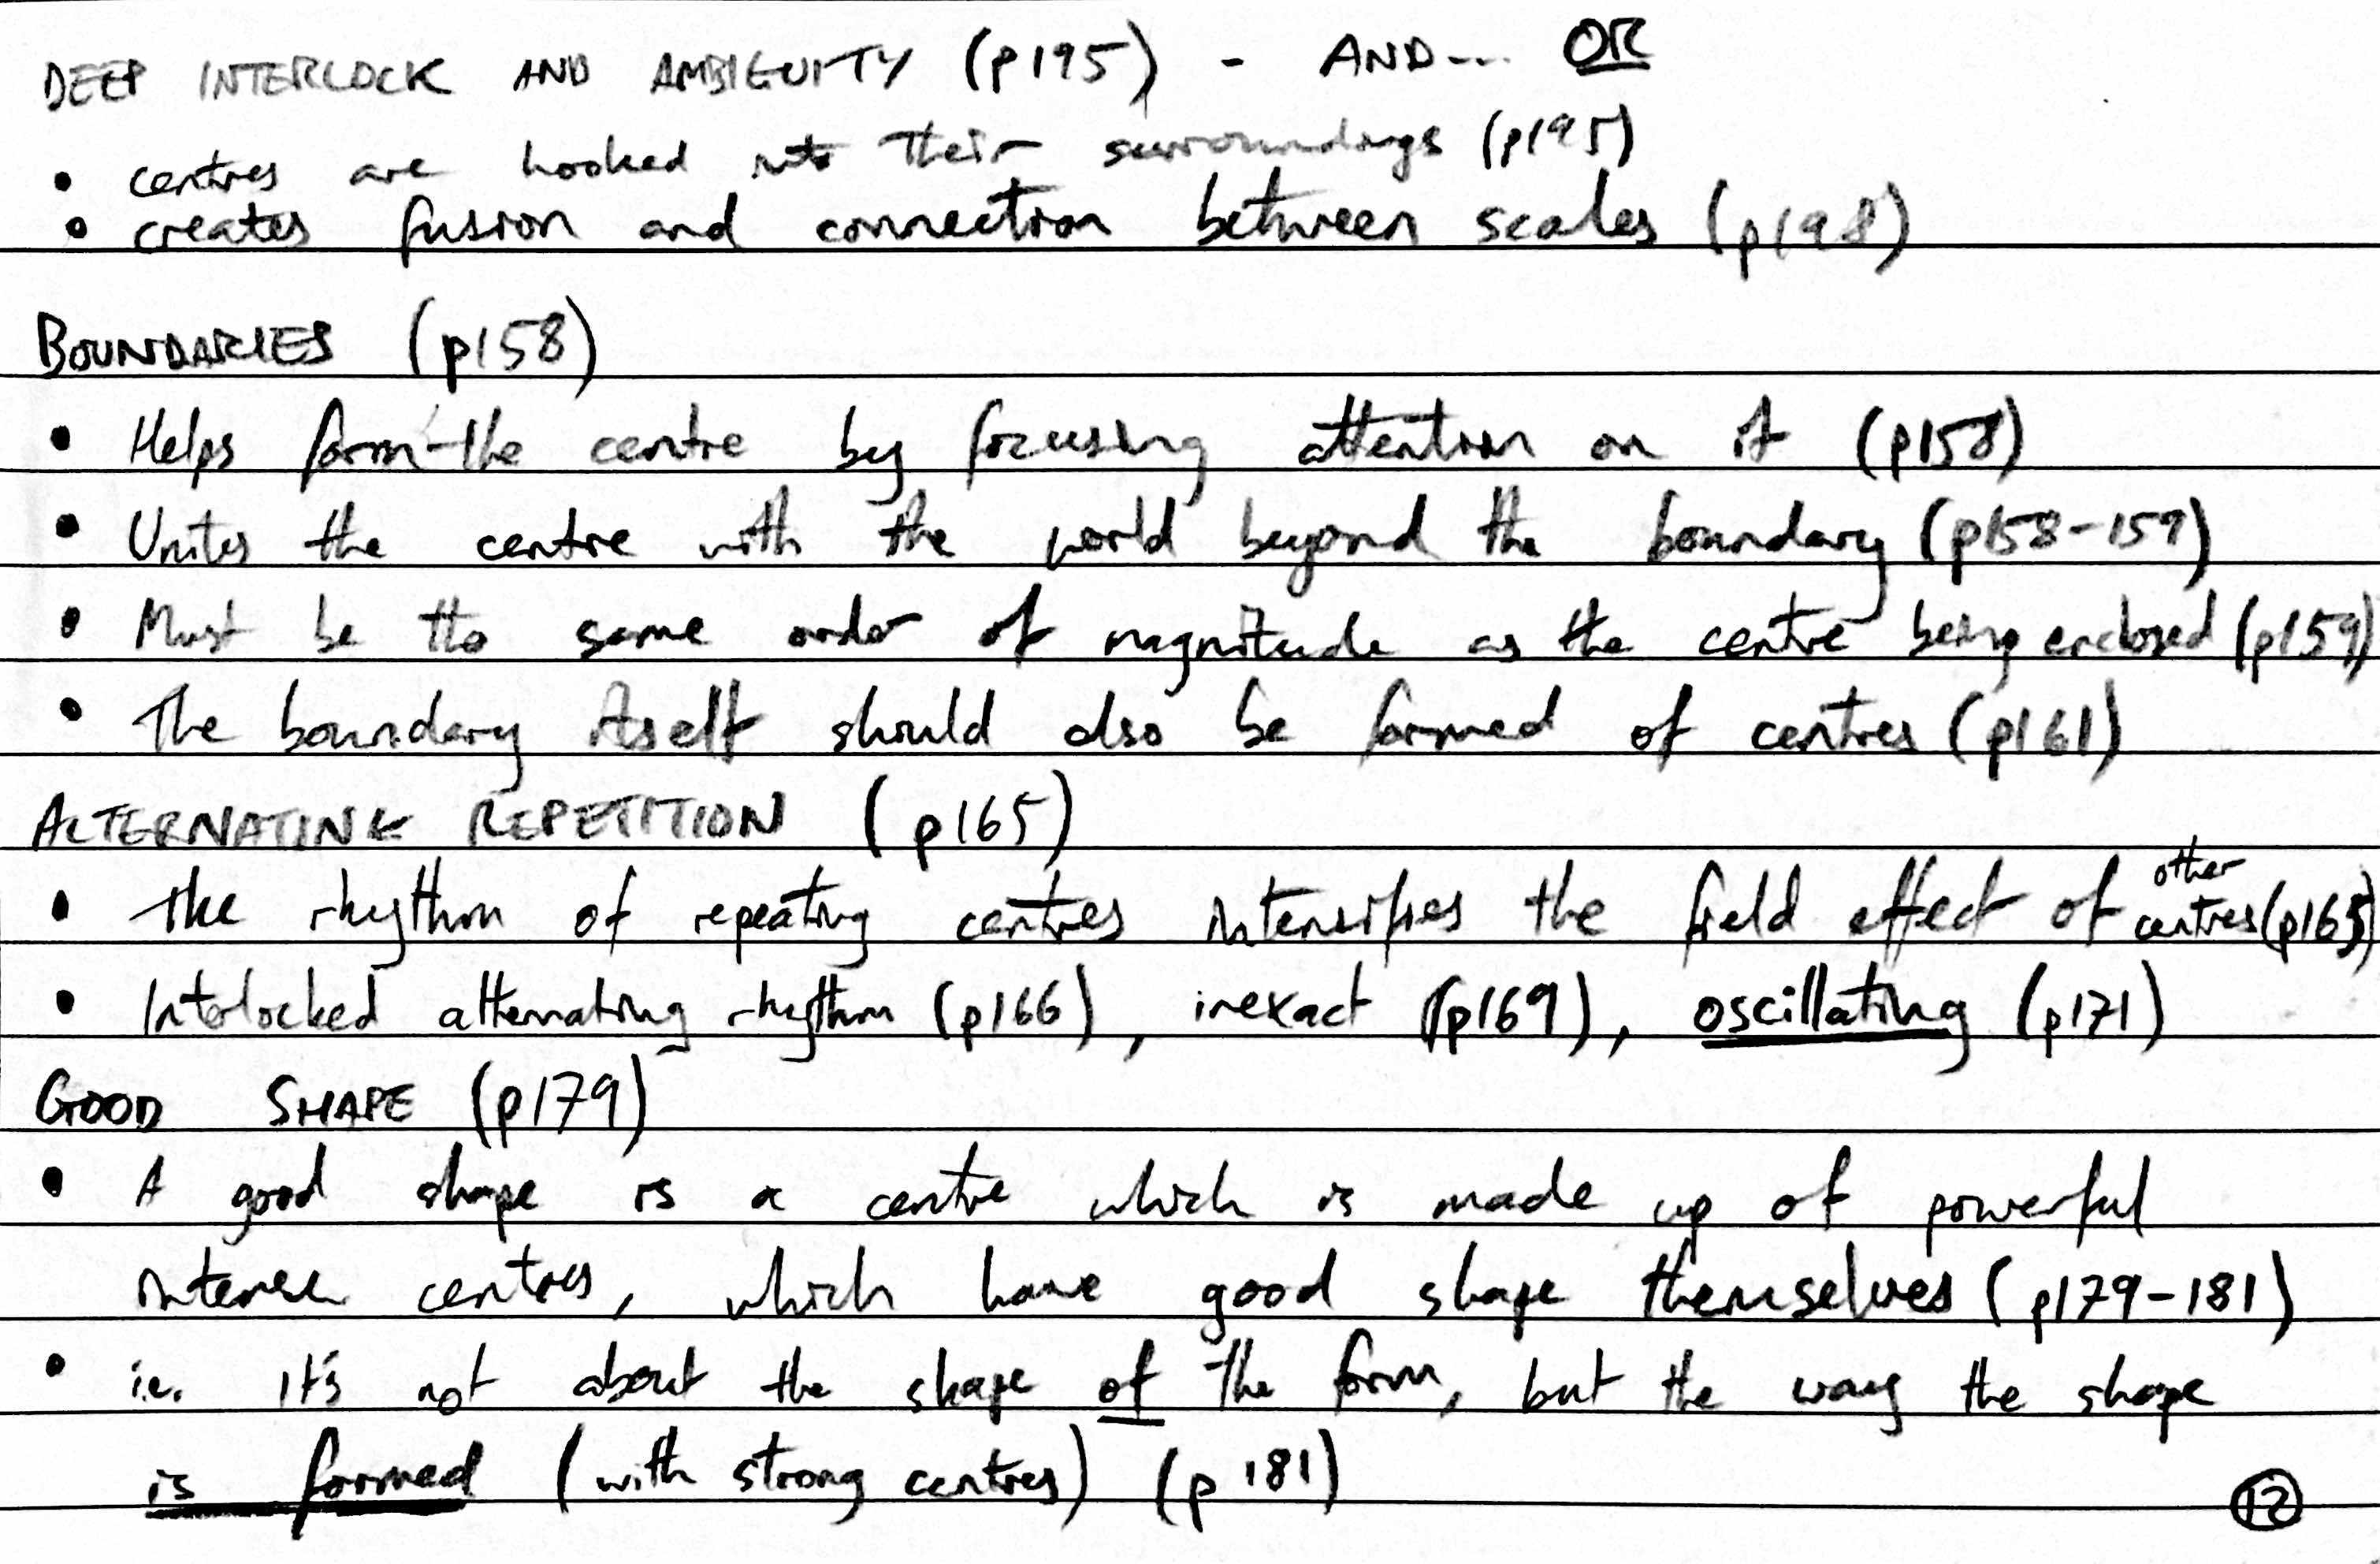 DEEP INTERLOCK AND AMBIGUITY (p195) - AND... OR
• centres are hooked into their surroundings (p195)
• creates fusion and connection between scales (p198)
BOUNDARIES (p158)
• Helps form the centre by focusing attention on it (p158)
• Unites the centre with the world beyond the boundary (p158-159)
• Must be the same order of magnitude as the centre being enclosed (p159)
• The boundary itself should also be formed of centres (p161)
ALTERNATING REPETITION (p165)
• The rhythm of repeating centres intensifies the field effect of other centres (p165)
• Interlocked alternating rhythm (p166), inexact (p169), oscillating (p171)
GOOD SHAPE (p179)
• A good shape is a centre which is made up of powerful
intense centres, which have good shape themselves (p179-181)
• i.e. it's not about the shape of the form, but the way the shape
is formed (with strong centres) (p181)
12